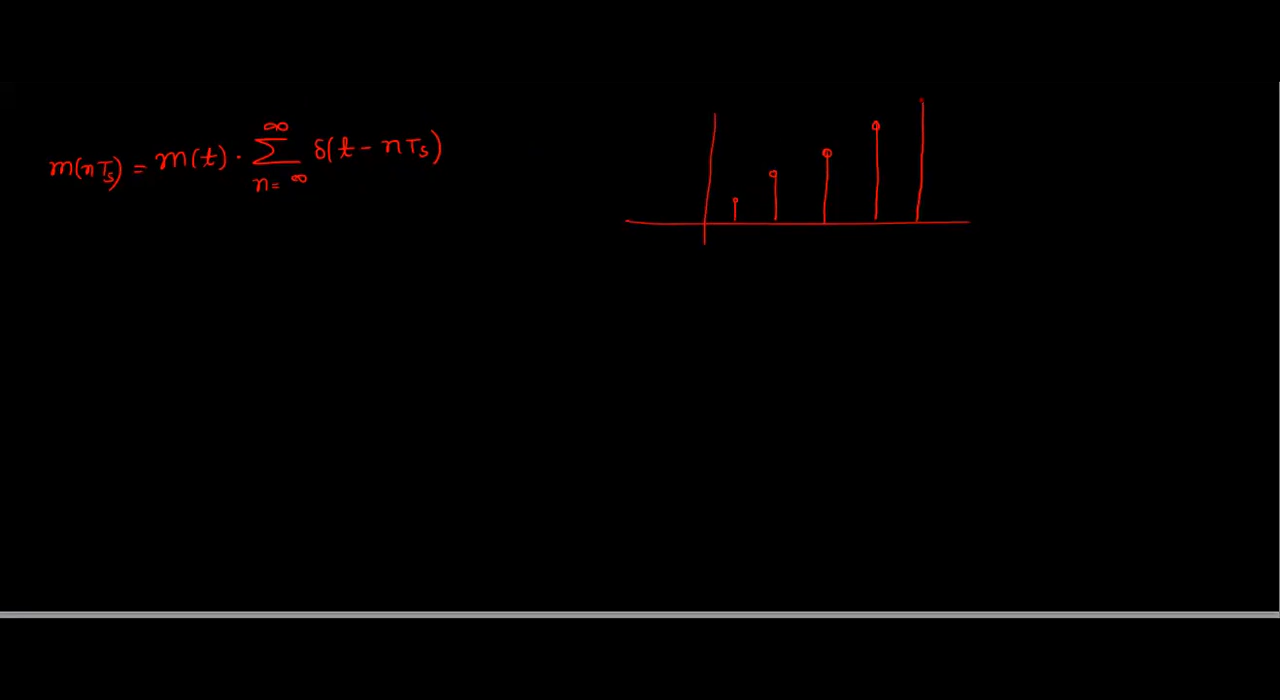 m(nTs) = m(t) · ∞ ∑ n=-∞ δ(t - nTs)